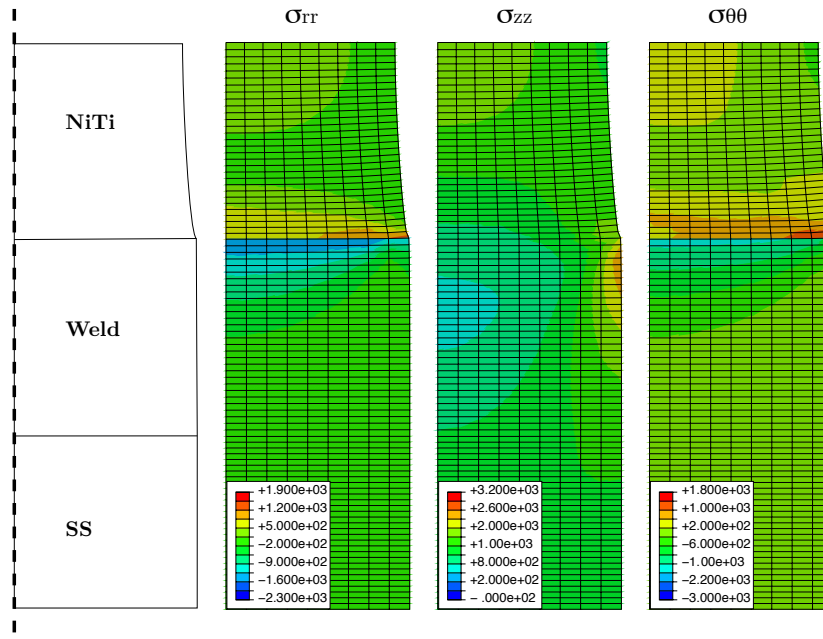 σrr
σzz
σθθ
NiTi
Weld
SS
+1.900e+03
+1.200e+03
+5.000e+02
−2.000e+02
−9.000e+02
−1.600e+03
−2.300e+03
+3.200e+03
+2.600e+03
+2.000e+03
+1.00e+03
+8.000e+02
+2.000e+02
− .000e+02
+1.800e+03
+1.000e+03
+2.000e+02
−6.000e+02
−1.00e+03
−2.200e+03
−3.000e+03